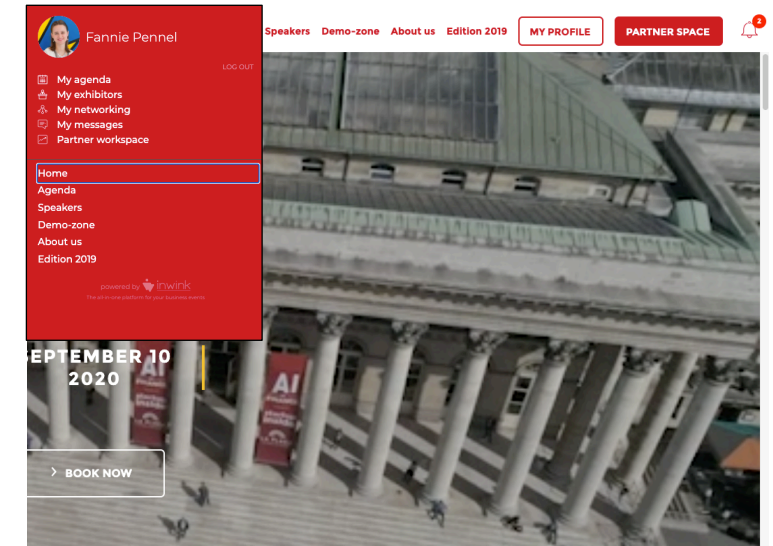 Fannie Pennel
Speakers Demo-zone About us Edition 2019 MY PROFILE PARTNER SPACE 2
LOG OUT
My agenda
My exhibitors
My networking
My messages
Partner workspace
Home
Agenda
Speakers
Demo-zone
About us
Edition 2019
powered by inwink
The all-in-one platform for your business events
EPTEMBER 10
2020
AI
AI
> BOOK NOW